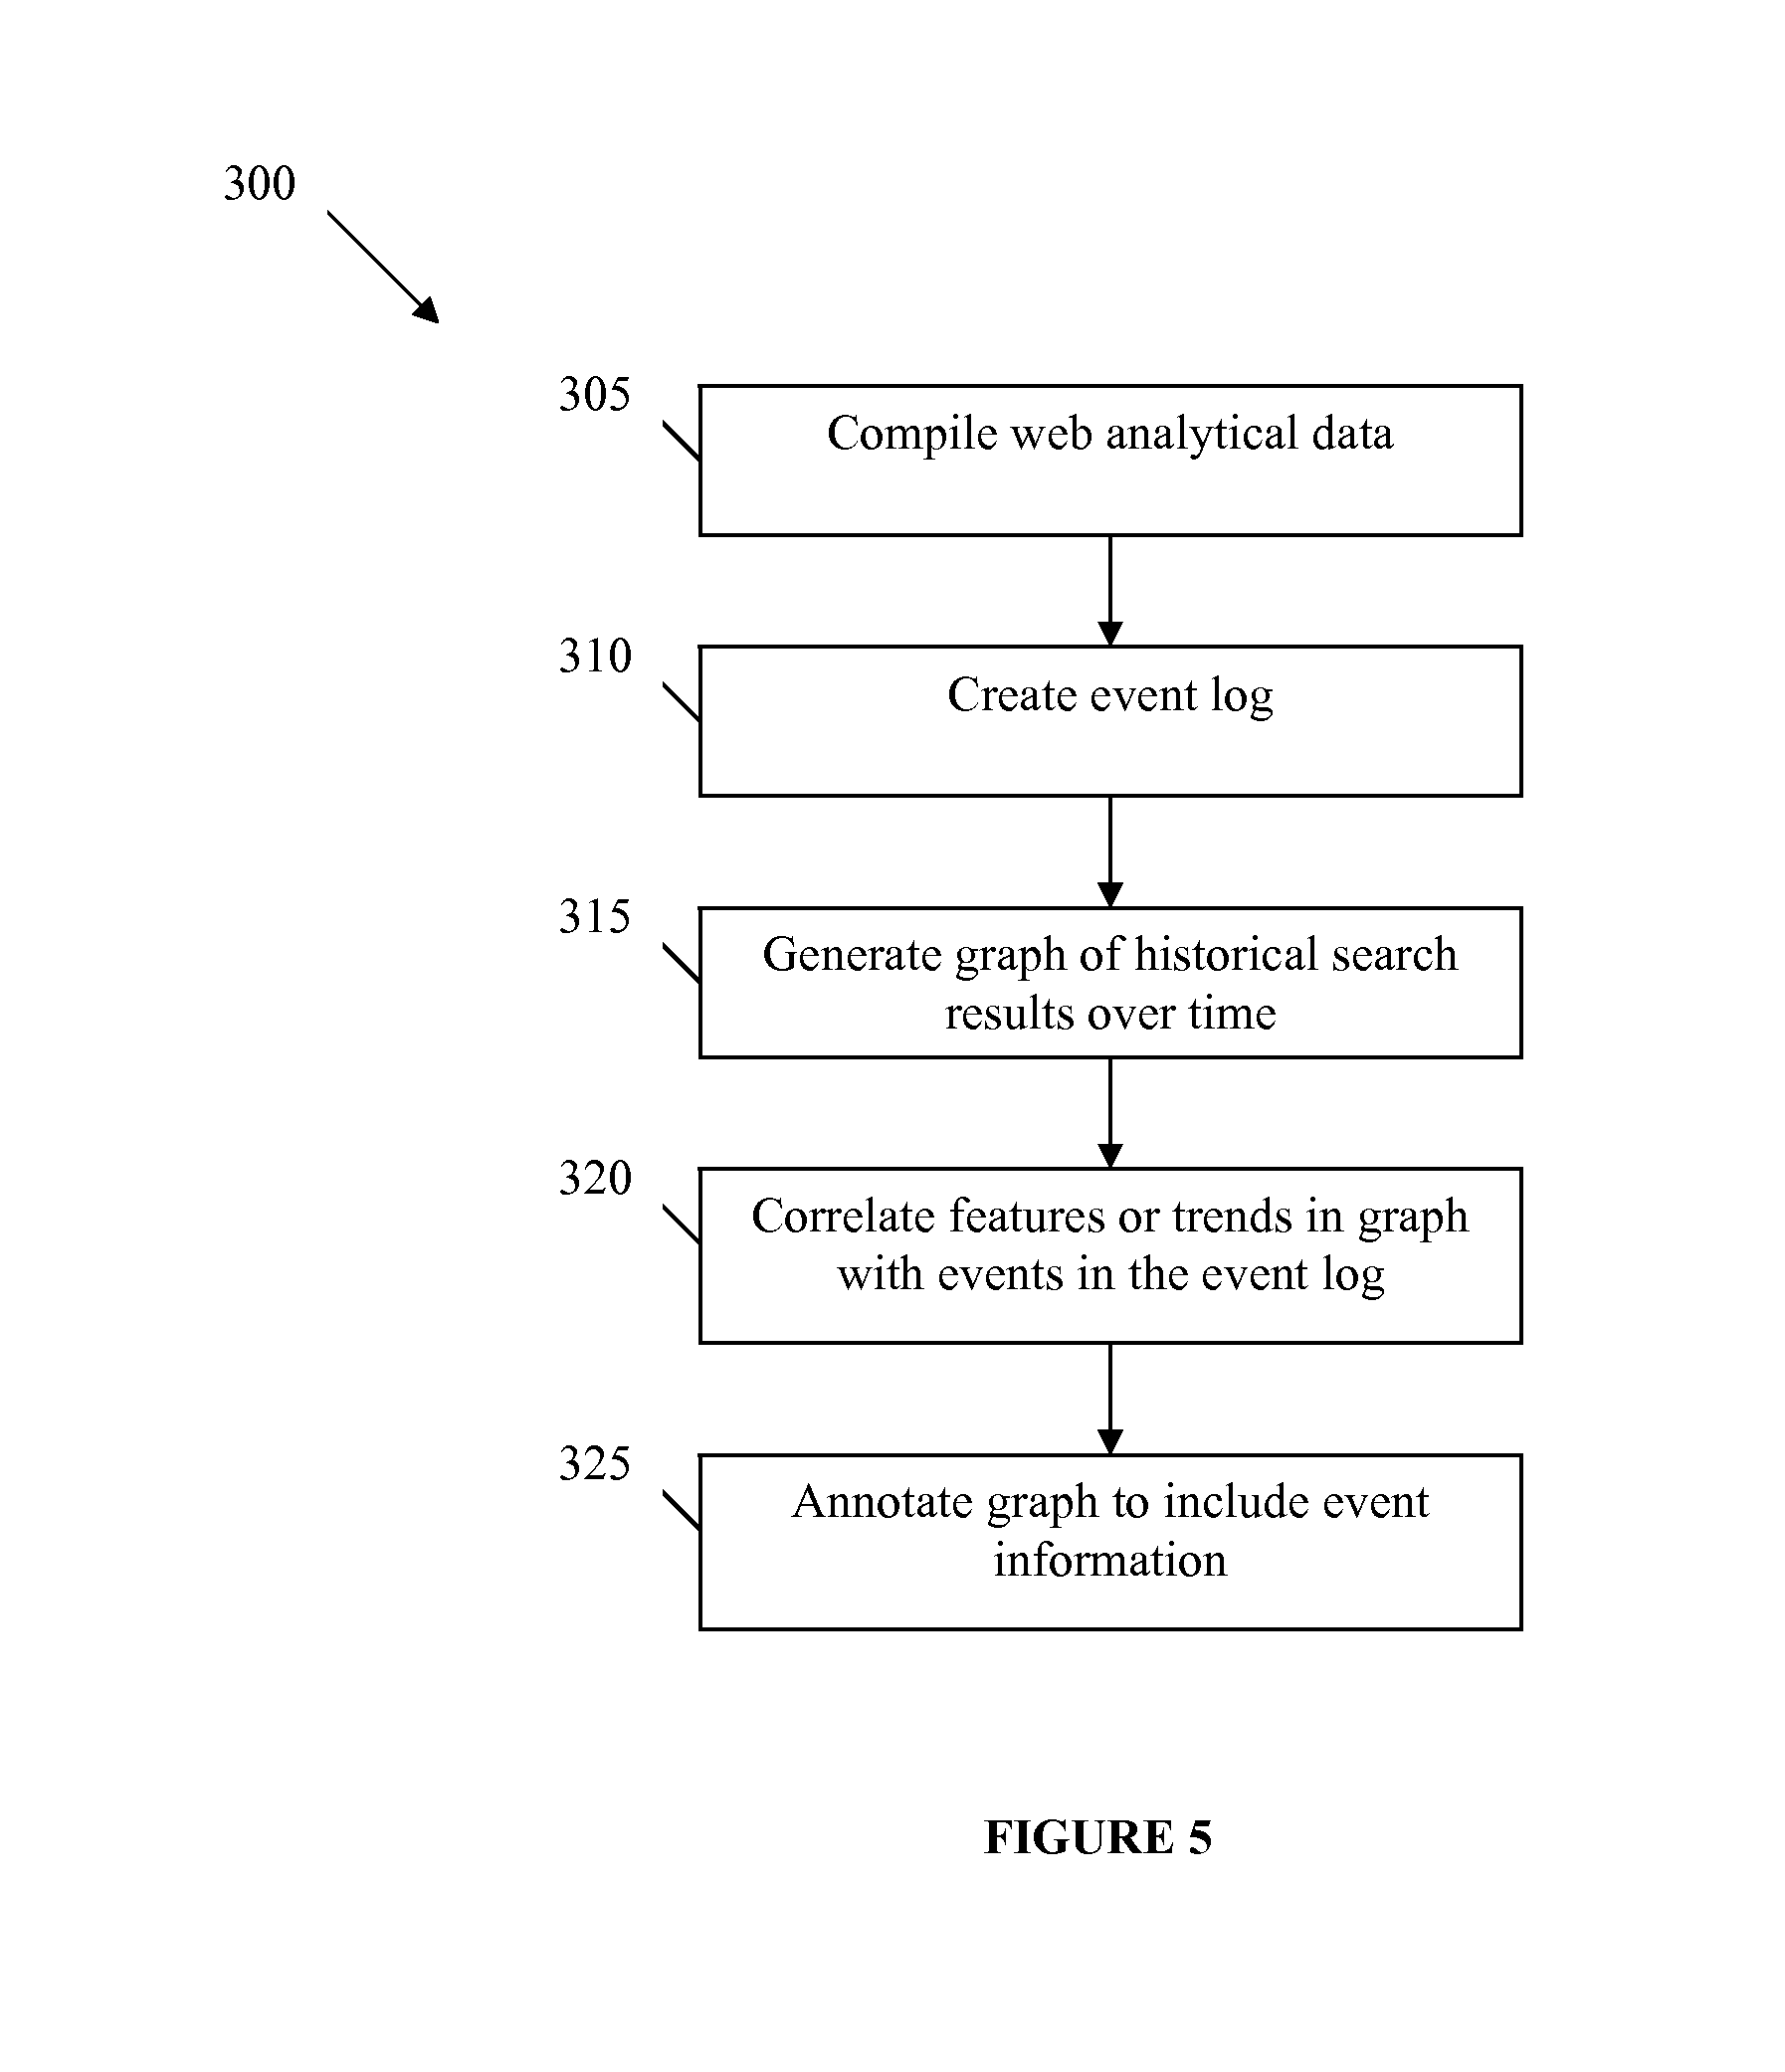 300
305
Compile web analytical data
310
Create event log
315
Generate graph of historical search
results over time
320
Correlate features or trends in graph
with events in the event log
325
Annotate graph to include event
information
FIGURE 5